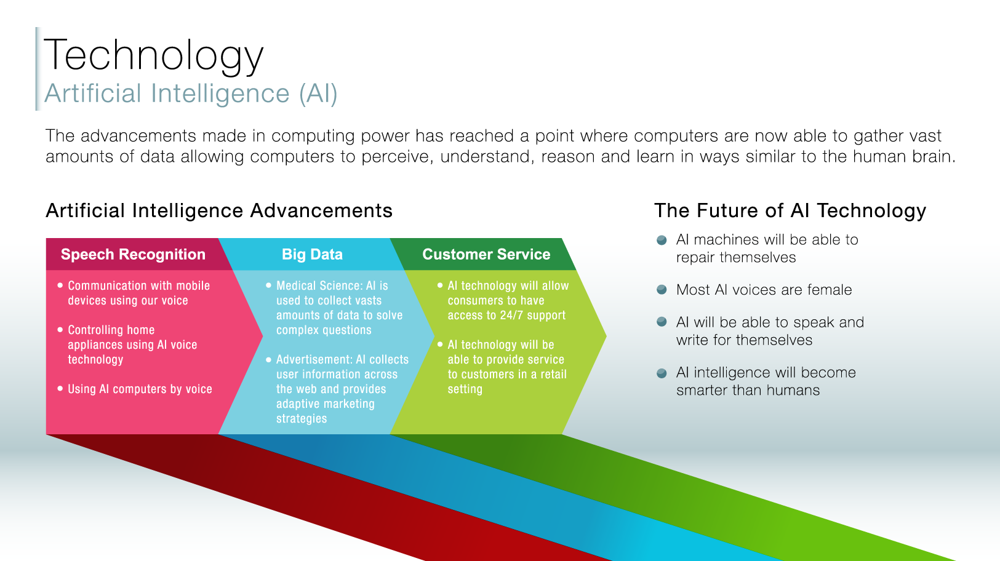 Technology
Artificial Intelligence (AI)
The advancements made in computing power has reached a point where computers are now able to gather vast
amounts of data allowing computers to perceive, understand, reason and learn in ways similar to the human brain.
Artificial Intelligence Advancements
Speech Recognition
Communication with mobile
devices using our voice
Controlling home
appliances using AI voice
technology
Using AI computers by voice
Big Data
Medical Science: AI is
used to collect vasts
amounts of data to solve
complex questions
Advertisement: AI collects
user information across
the web and provides
adaptive marketing
strategies
Customer Service
AI technology will allow
consumers to have
access to 24/7 support
AI technology will be
able to provide service
to customers in a retail
setting
The Future of AI Technology
AI machines will be able to
repair themselves
Most AI voices are female
AI will be able to speak and
write for themselves
AI intelligence will become
smarter than humans